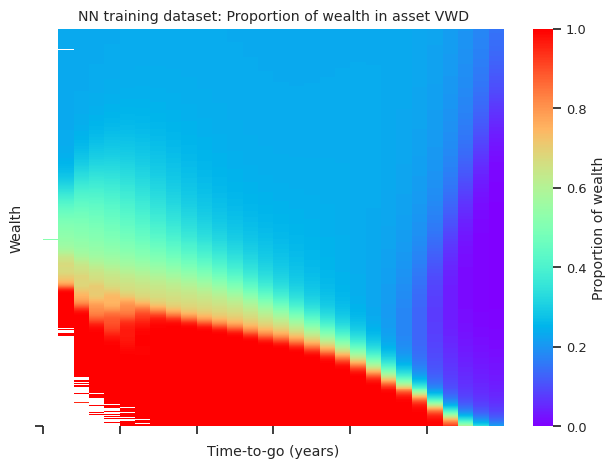 NN training dataset: Proportion of wealth in asset VWD
Wealth
Time-to-go (years)
1.0
0.8
0.6
0.4
0.2
0.0
Proportion of wealth